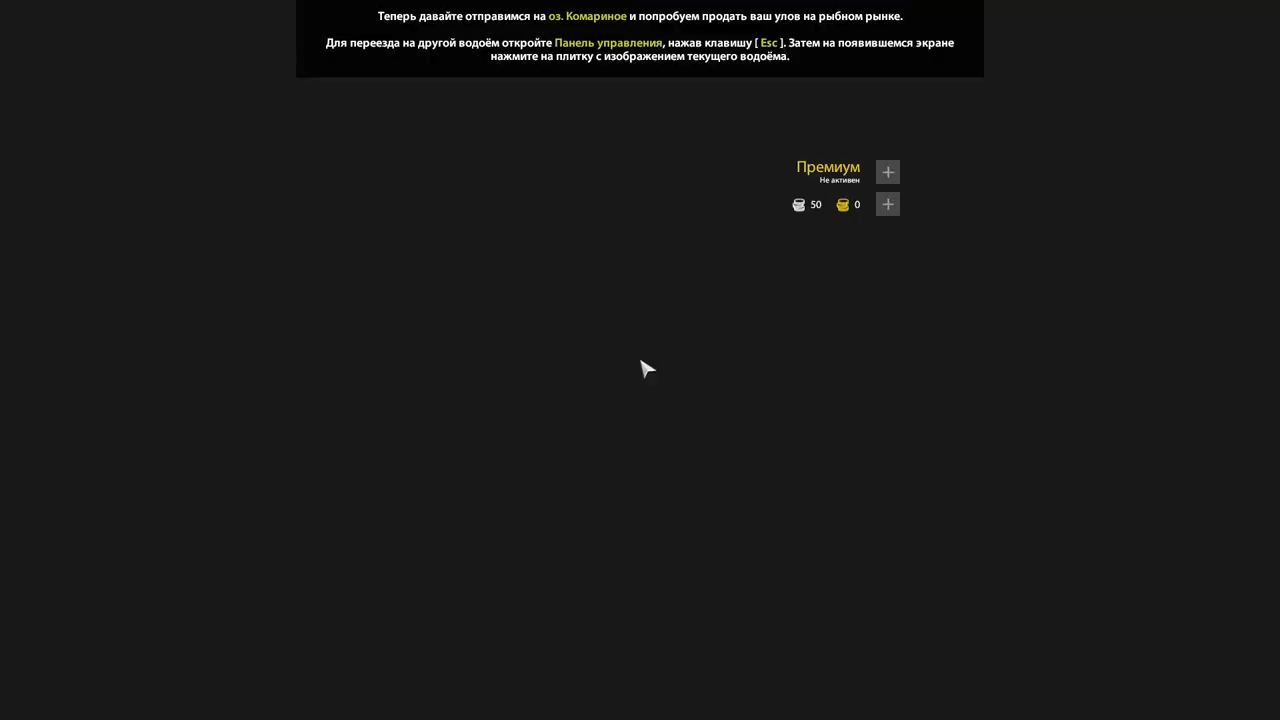 Теперь давайте отправимся на оз. Комариное и попробуем продать ваш улов на рыбном рынке.
Для переезда на другой водоём откройте Панель управления, нажав клавишу [ Esc ]. Затем на появившемся экране
нажмите на плитку с изображением текущего водоёма.
Премиум
Не активен
50 0